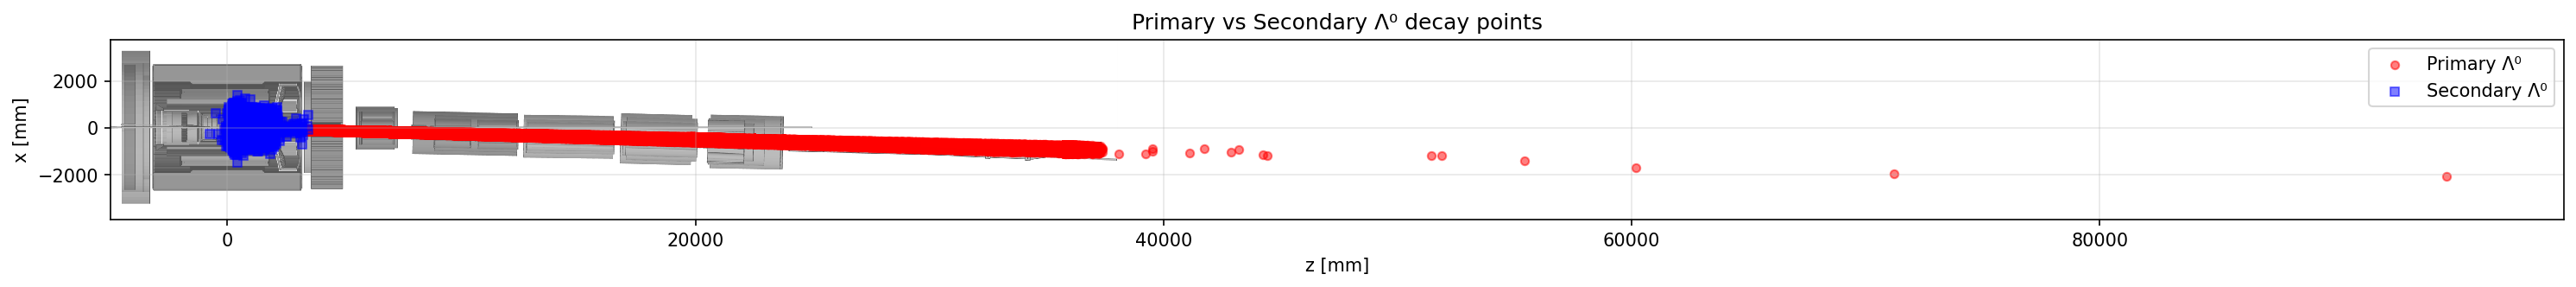 Primary vs Secondary Λ⁰ decay points
x [mm]
2000
0
−2000
Primary Λ⁰
Secondary Λ⁰
0 20000 40000 60000 80000
z [mm]